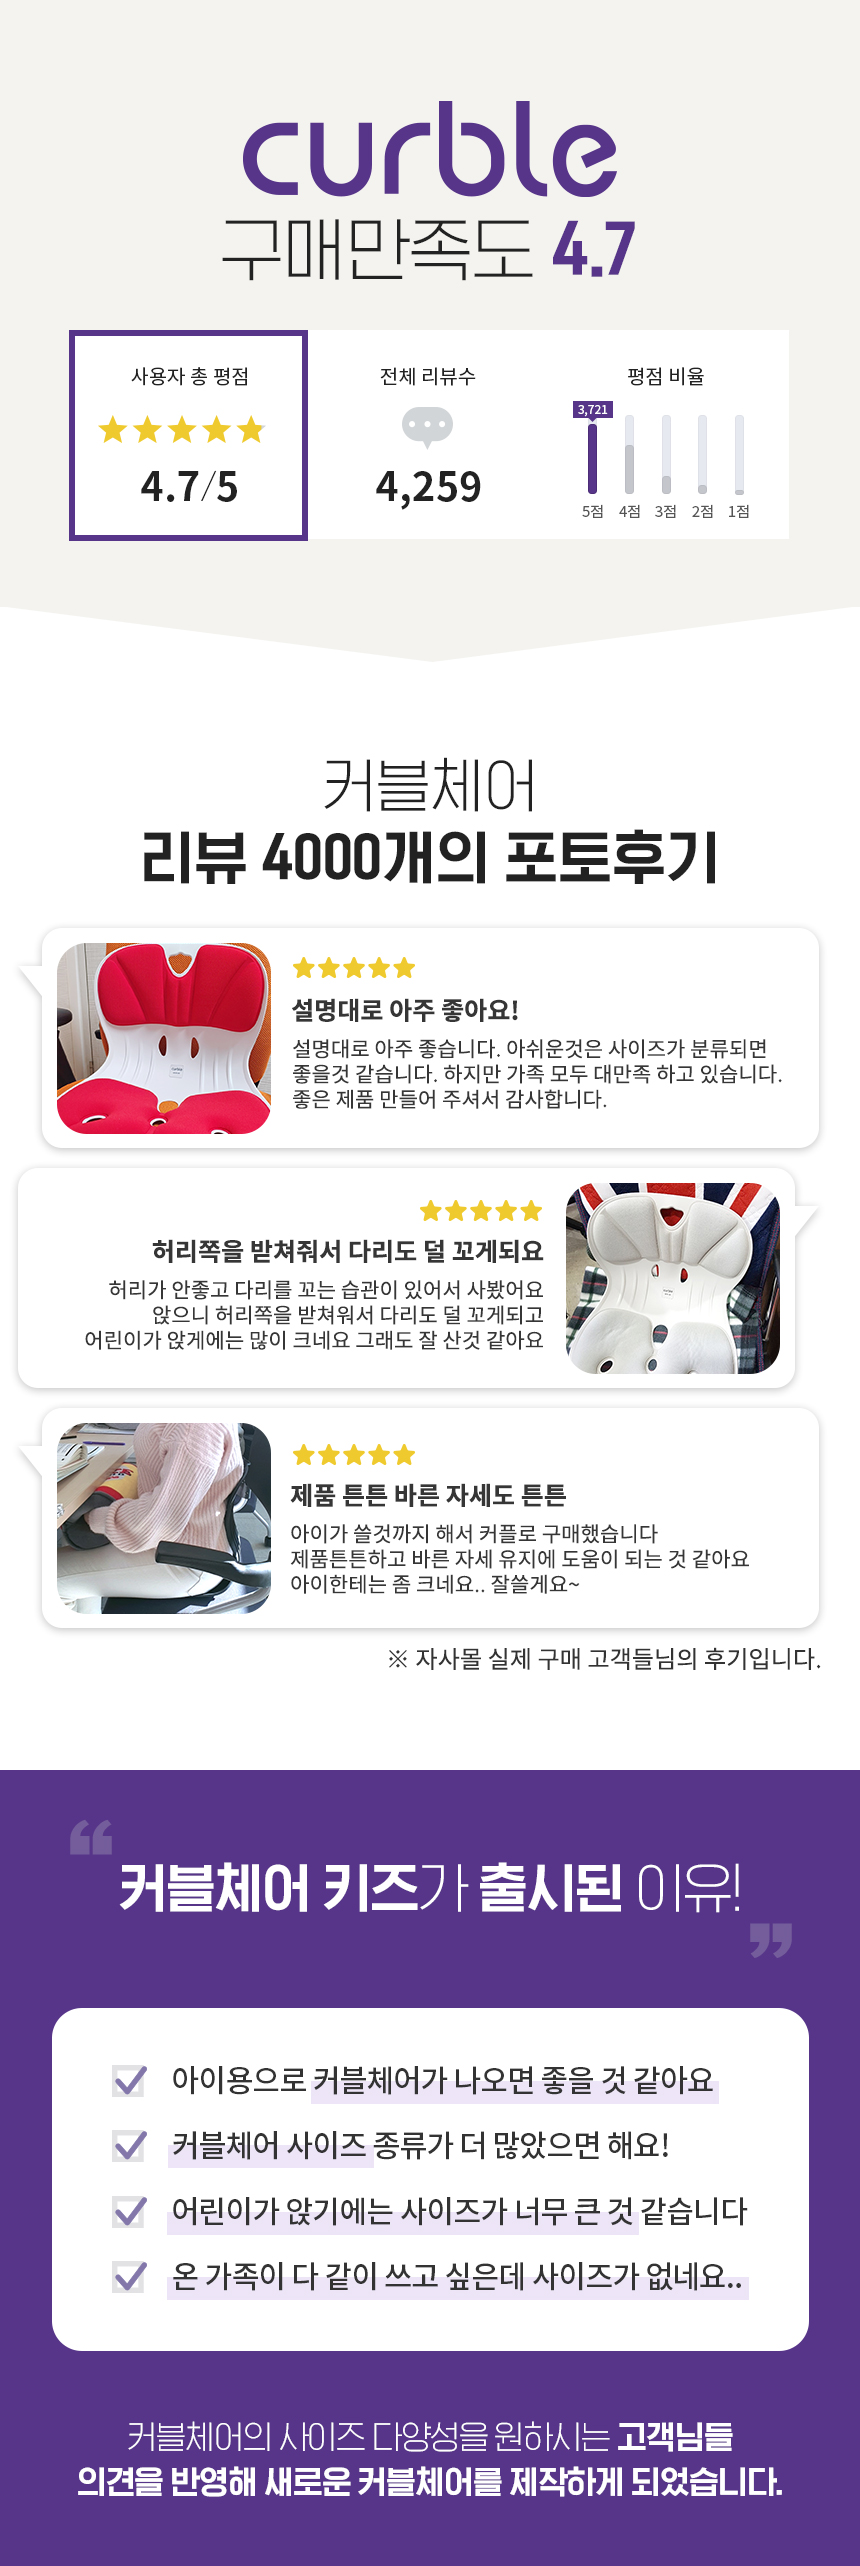 curble
구매만족도 4.7
사용자 총 평점
4.7/5
전체 리뷰수
4,259
평점 비율
3,721
5점 4점 3점 2점 1점
커블체어
리뷰 4000개의 포토후기
설명대로 아주 좋아요!
설명대로 아주 좋습니다. 아쉬운것은 사이즈가 분류되면
좋을것 같습니다. 하지만 가족 모두 대만족 하고 있습니다.
좋은 제품 만들어 주셔서 감사합니다.
허리쪽을 받쳐줘서 다리도 덜 꼬게되요
허리가 안좋고 다리를 꼬는 습관이 있어서 사봤어요
앉으니 허리쪽을 받쳐워서 다리도 덜 꼬게되고
어린이가 앉게에는 많이 크네요 그래도 잘 산것 같아요
제품 튼튼 바른 자세도 튼튼
아이가 쓸것까지 해서 커플로 구매했습니다
제품튼튼하고 바른 자세 유지에 도움이 되는 것 같아요
아이한테는 좀 크네요.. 잘쓸게요~
※ 자사몰 실제 구매 고객들님의 후기입니다.
“
커블체어 키즈가 출시된 이유!
”
아이용으로 커블체어가 나오면 좋을 것 같아요
커블체어 사이즈 종류가 더 많았으면 해요!
어린이가 앉기에는 사이즈가 너무 큰 것 같습니다
온 가족이 다 같이 쓰고 싶은데 사이즈가 없네요..
커블체어의 사이즈 다양성을 원하시는 고객님들
의견을 반영해 새로운 커블체어를 제작하게 되었습니다.